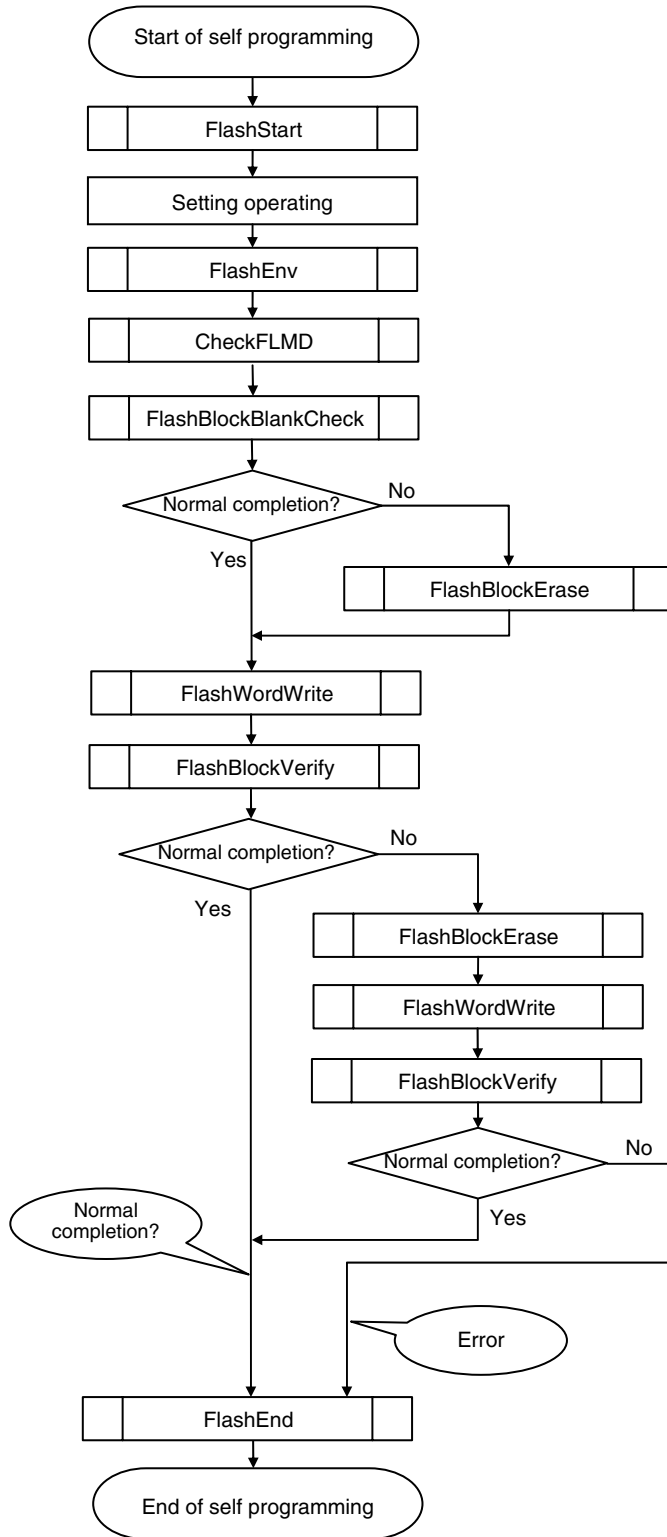 Start of self programming
FlashStart
Setting operating
FlashEnv
CheckFLMD
FlashBlockBlankCheck
Normal completion?
No
Yes
FlashBlockErase
FlashWordWrite
FlashBlockVerify
Normal completion?
No
Yes
FlashBlockErase
FlashWordWrite
FlashBlockVerify
Normal completion?
No
Yes
Normal
completion?
Error
FlashEnd
End of self programming